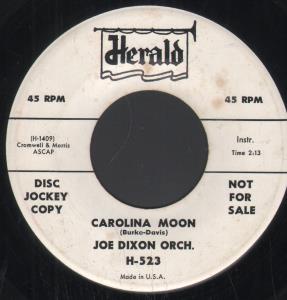 Herald
45 RPM
45 RPM
(H-1409)
Cromwell & Morris
ASCAP
Instr.
Time 2:13
DISC
JOCKEY
COPY
NOT
FOR
SALE
CAROLINA MOON
(Burke-Davis)
JOE DIXON ORCH.
H-523
Made in U.S.A.